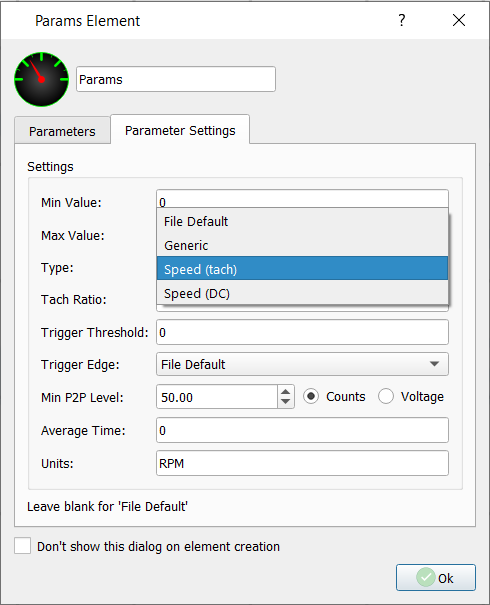 Params Element
?
Params
Parameters
Parameter Settings
Settings
Min Value:
0
Max Value:
File Default
Generic
Type:
Speed (tach)
Speed (DC)
Tach Ratio:
Trigger Threshold:
0
Trigger Edge:
File Default
Min P2P Level:
50.00
Counts
Voltage
Average Time:
0
Units:
RPM
Leave blank for 'File Default'
Don't show this dialog on element creation
Ok